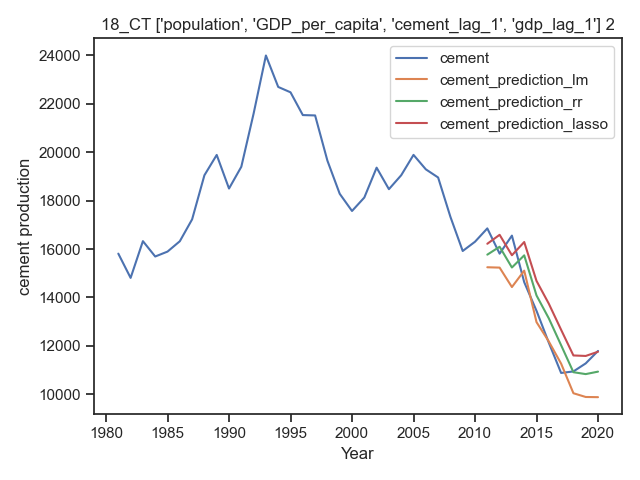 18_CT ['population', 'GDP_per_capita', 'cement_lag_1', 'gdp_lag_1'] 2
cement
cement_prediction_lm
cement_prediction_rr
cement_prediction_lasso
cement production
24000
22000
20000
18000
16000
14000
12000
10000
1980 1985 1990 1995 2000 2005 2010 2015 2020
Year